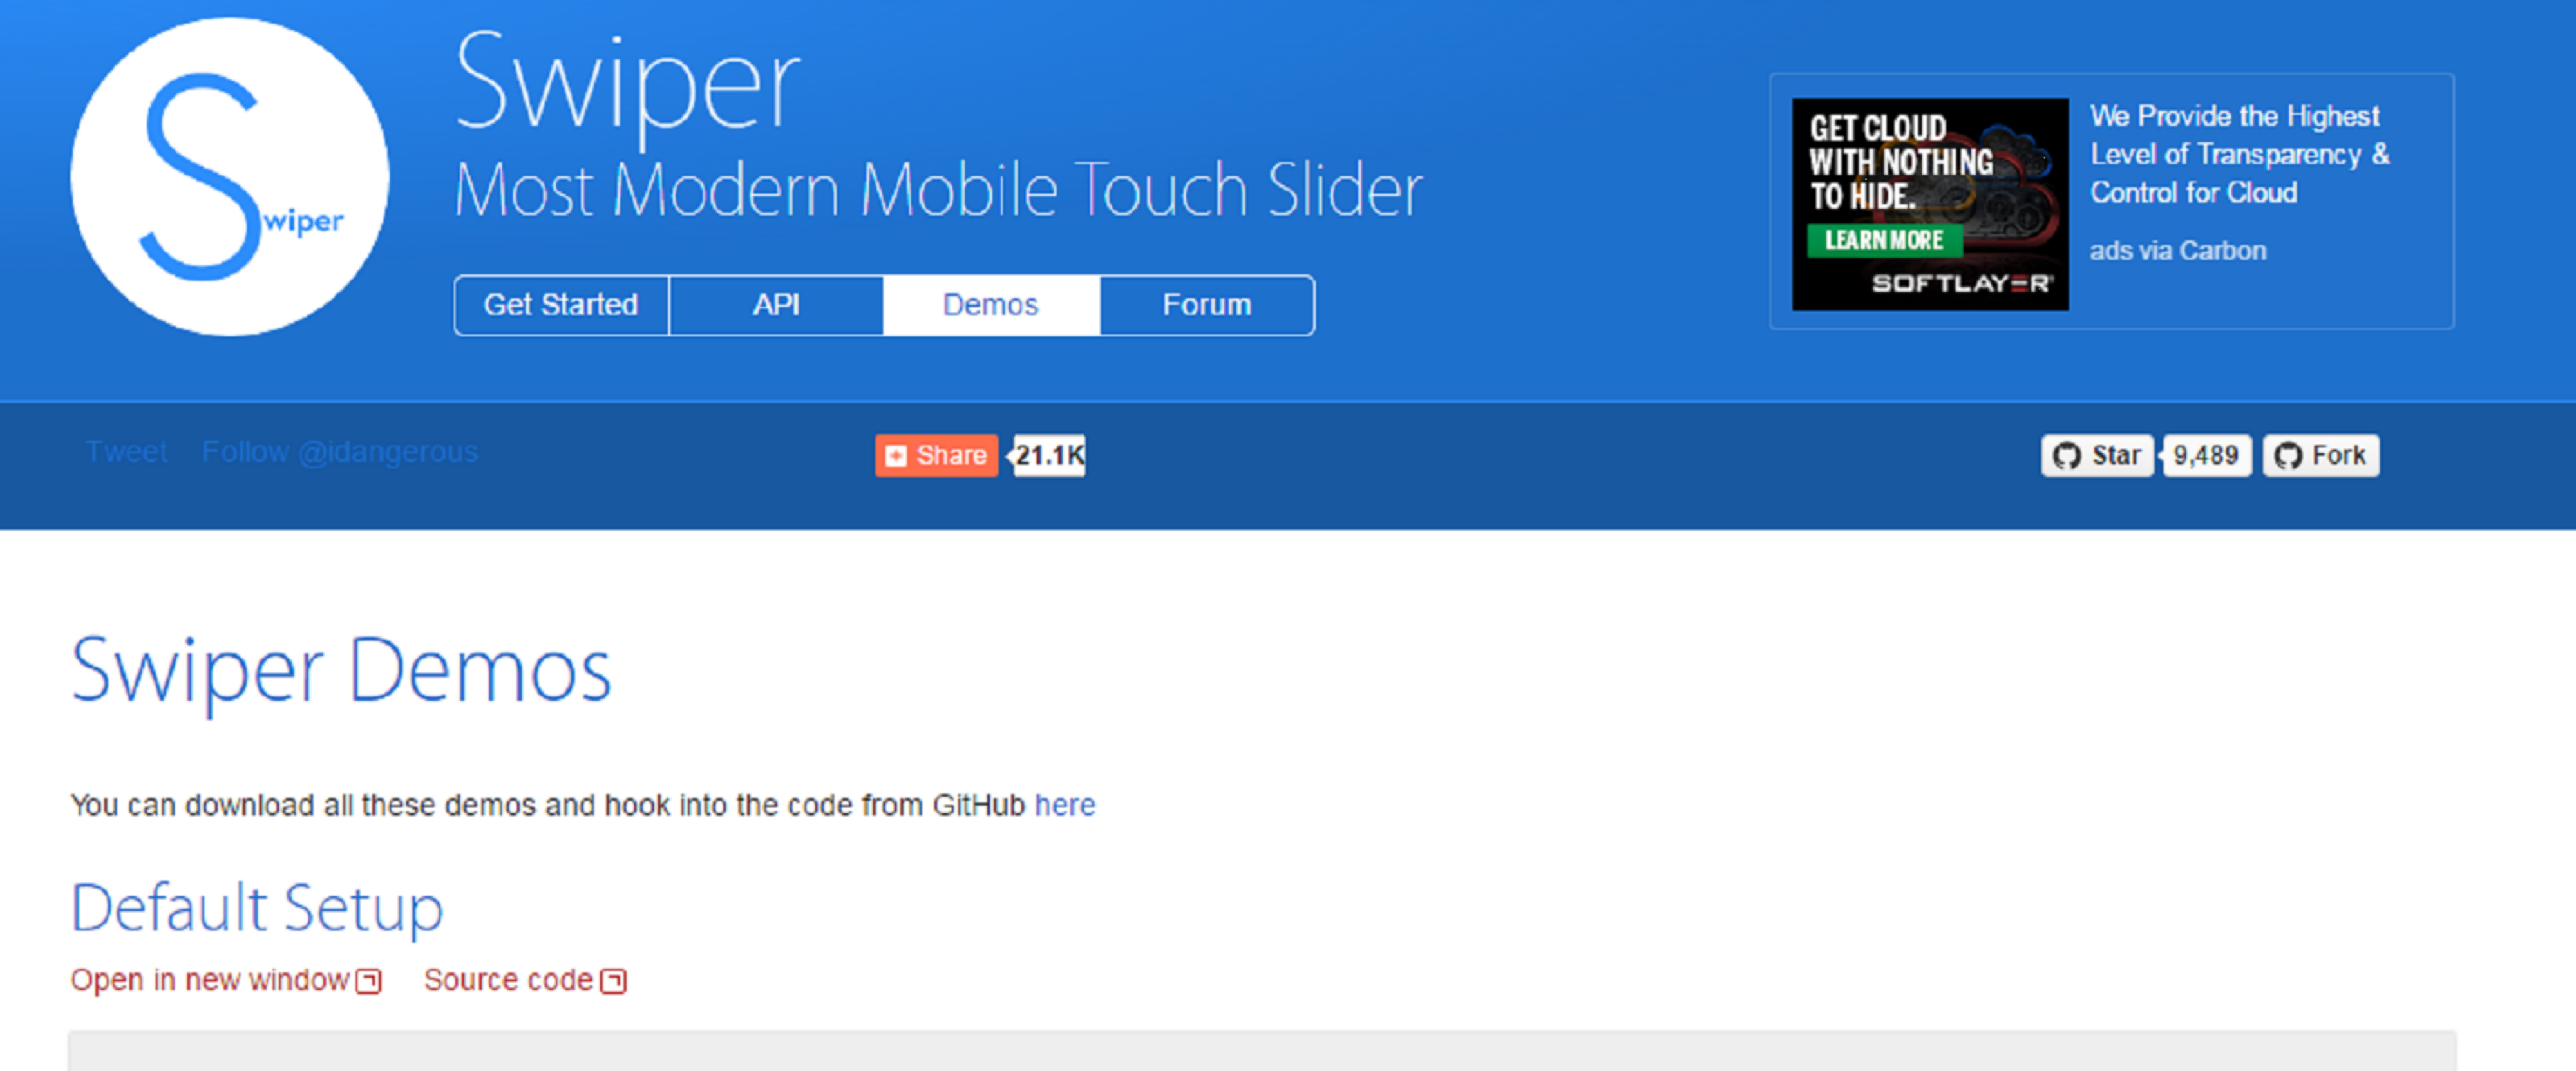 Swiper
Swiper
Most Modern Mobile Touch Slider
Get Started API Demos Forum
GET CLOUD
WITH NOTHING
TO HIDE.
LEARN MORE
SOFTLAYER
We Provide the Highest
Level of Transparency &
Control for Cloud
ads via Carbon
Tweet Follow @idangerous Share 21.1K Star 9,489 Fork
Swiper Demos
You can download all these demos and hook into the code from GitHub here
Default Setup
Open in new window Source code